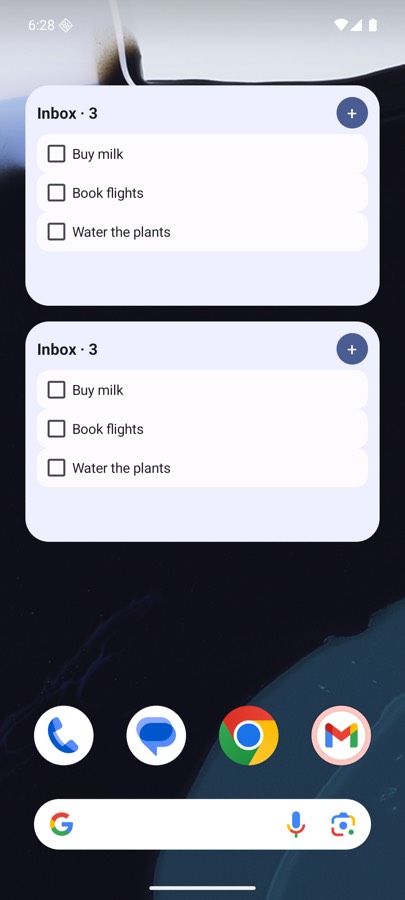 6:28
Inbox · 3
+
Buy milk
Book flights
Water the plants
Inbox · 3
+
Buy milk
Book flights
Water the plants